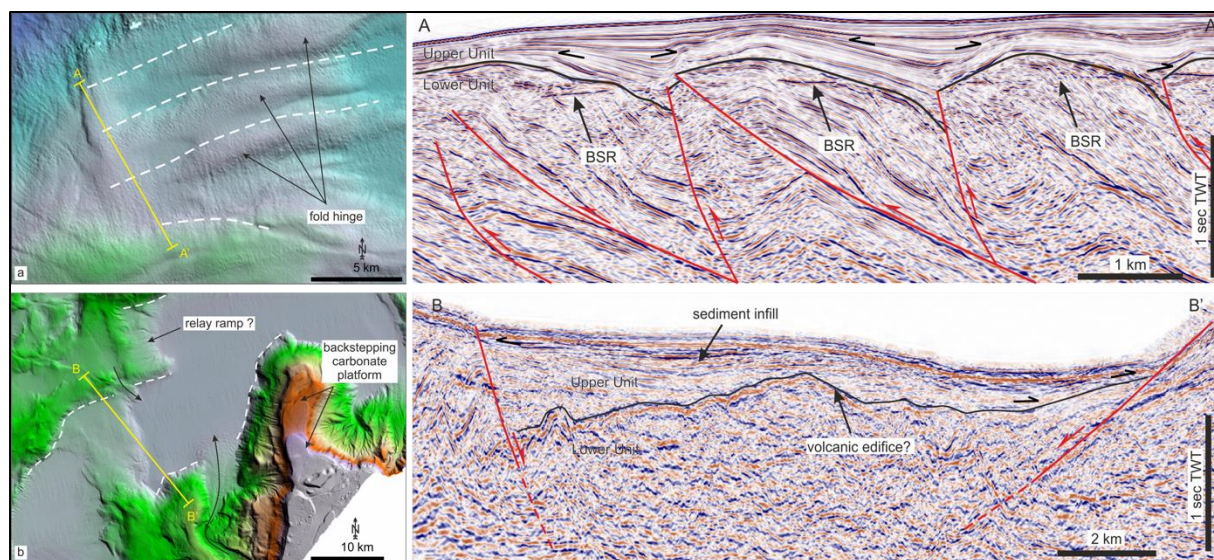 A
A'
fold hinge
N
5 km
a
A
A
Upper Unit
Lower Unit
BSR
BSR
BSR
1 sec TWT
1 km
relay ramp ?
backstepping
carbonate
platform
B
B'
N
10 km
b
B
B'
sediment infill
Upper Unit
Lower Unit
volcanic edifice?
1 sec TWT
2 km